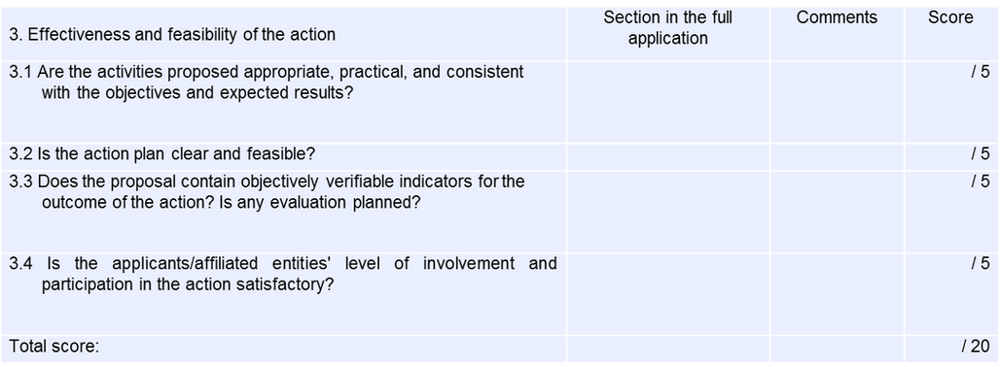 3. Effectiveness and feasibility of the action
Section in the full
application
Comments
Score
3.1 Are the activities proposed appropriate, practical, and consistent
with the objectives and expected results?
/ 5
3.2 Is the action plan clear and feasible?
/ 5
3.3 Does the proposal contain objectively verifiable indicators for the
outcome of the action? Is any evaluation planned?
/ 5
3.4 Is the applicants/affiliated entities' level of involvement and
participation in the action satisfactory?
/ 5
Total score:
/ 20